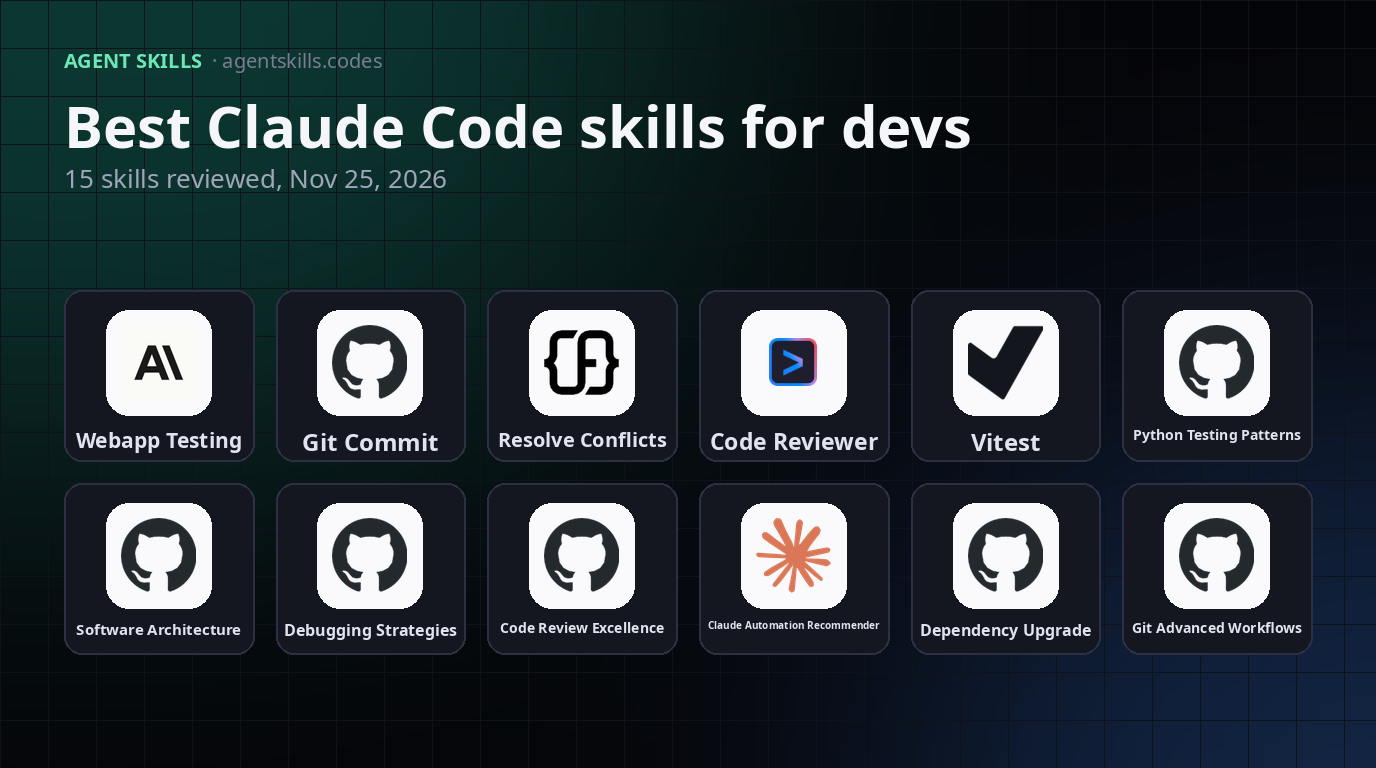 AGENT SKILLS · agentskills.codes
Best Claude Code skills for devs
15 skills reviewed, Nov 25, 2026
Webapp Testing
Git Commit
Resolve Conflicts
Code Reviewer
Vitest
Python Testing Patterns
Software Architecture
Debugging Strategies
Code Review Excellence
Claude Automation Recommender
Dependency Upgrade
Git Advanced Workflows